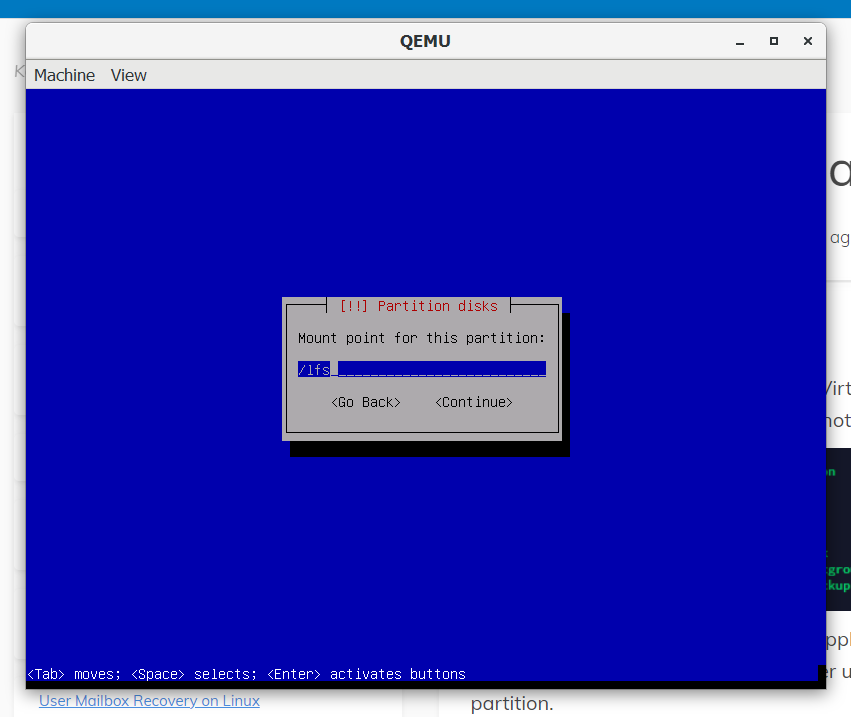 QEMU
Machine View
[!!] Partition disks
Mount point for this partition:
/lfs
<Go Back> <Continue>
<Tab> moves; <Space> selects; <Enter> activates buttons
User Mailbox Recovery on Linux
partition.